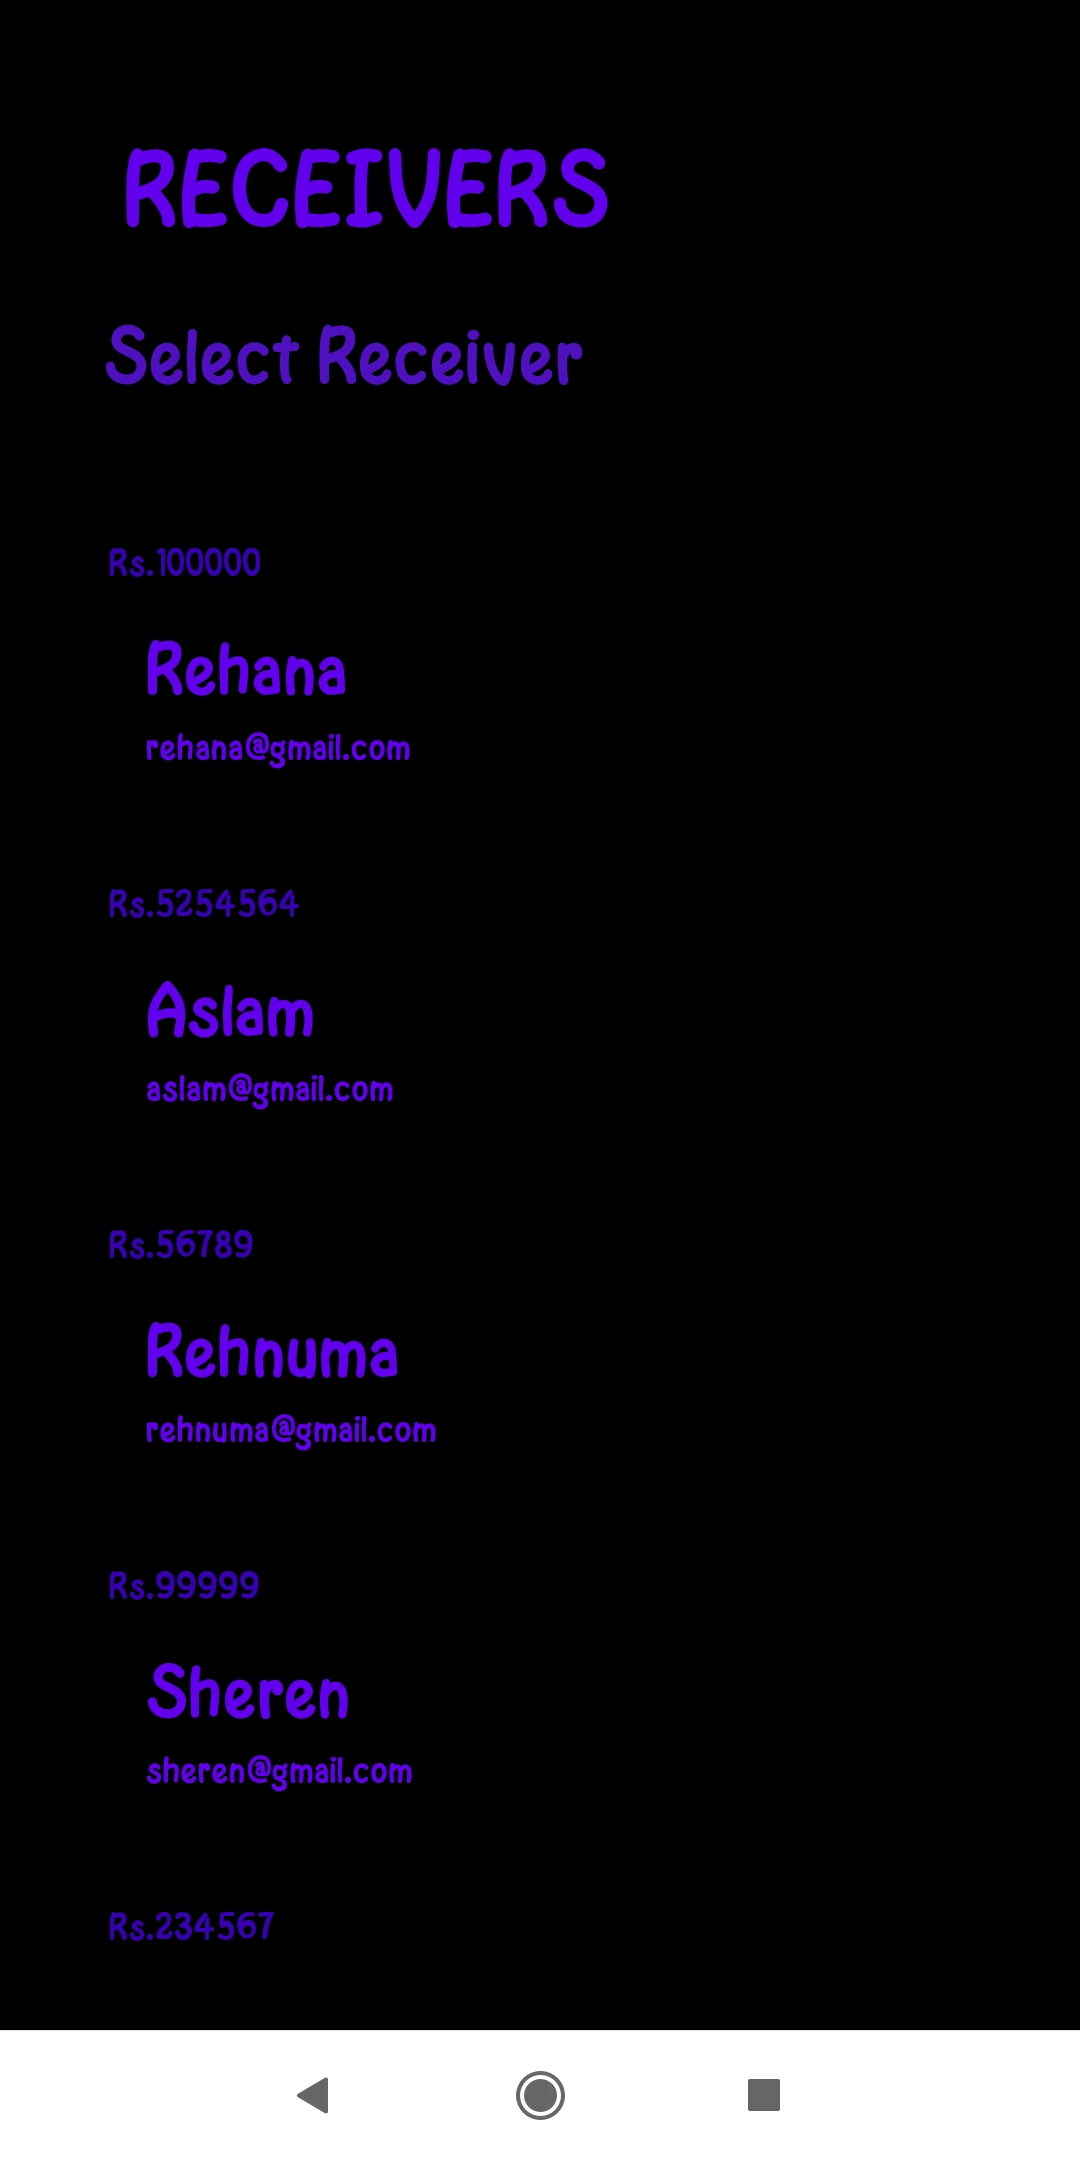 RECEIVERS
Select Receiver
Rs.100000
Rehana
rehana@gmail.com
Rs.5254564
Aslam
aslam@gmail.com
Rs.56789
Rehnuma
rehnuma@gmail.com
Rs.99999
Sheren
sheren@gmail.com
Rs.234567